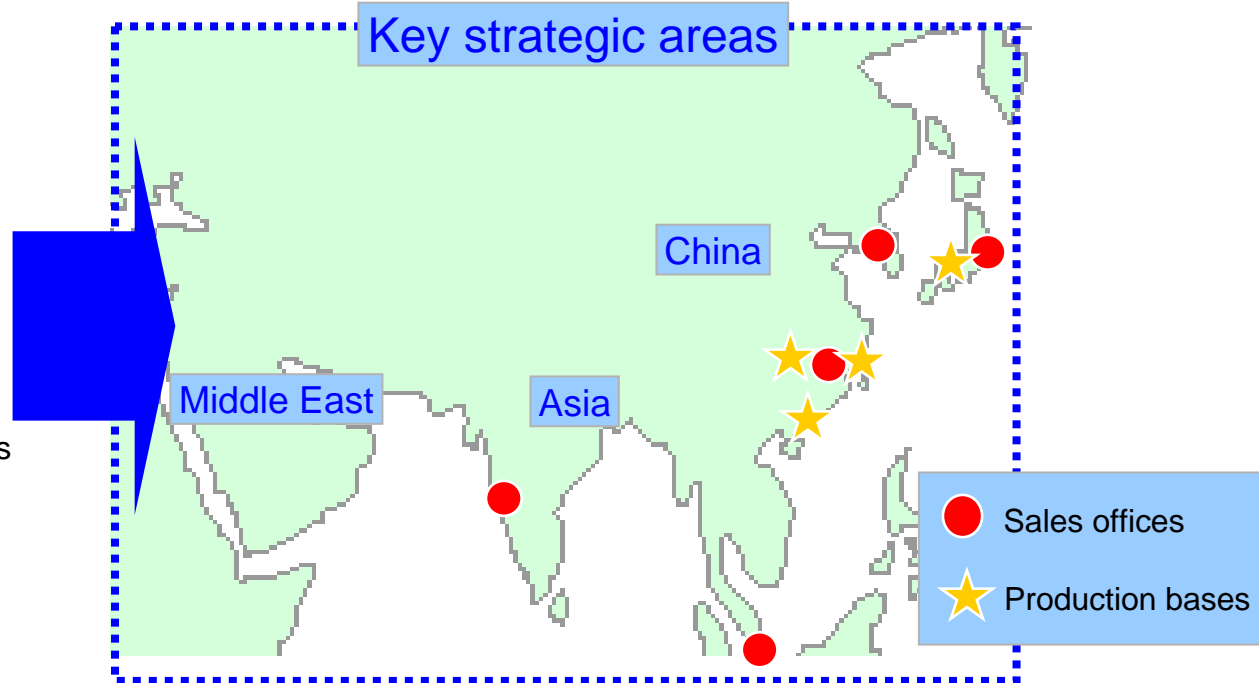 Key strategic areas
China
Middle East
Asia
s
Sales offices
Production bases